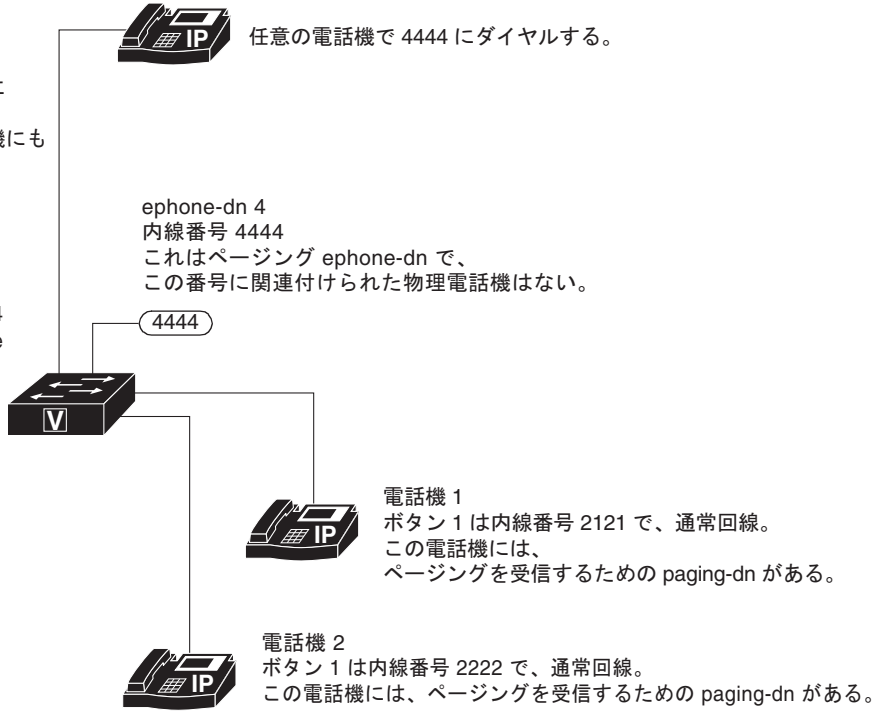 IP
任意の電話機で 4444 にダイヤルする。
機にも
ephone-dn 4
内線番号 4444
これはページング ephone-dn で、
この番号に関連付けられた物理電話機はない。
4444
V
電話機 1
ボタン 1 は内線番号 2121 で、通常回線。
この電話機には、
ページングを受信するための paging-dn がある。
IP
電話機 2
ボタン 1 は内線番号 2222 で、通常回線。
この電話機には、ページングを受信するための paging-dn がある。
IP